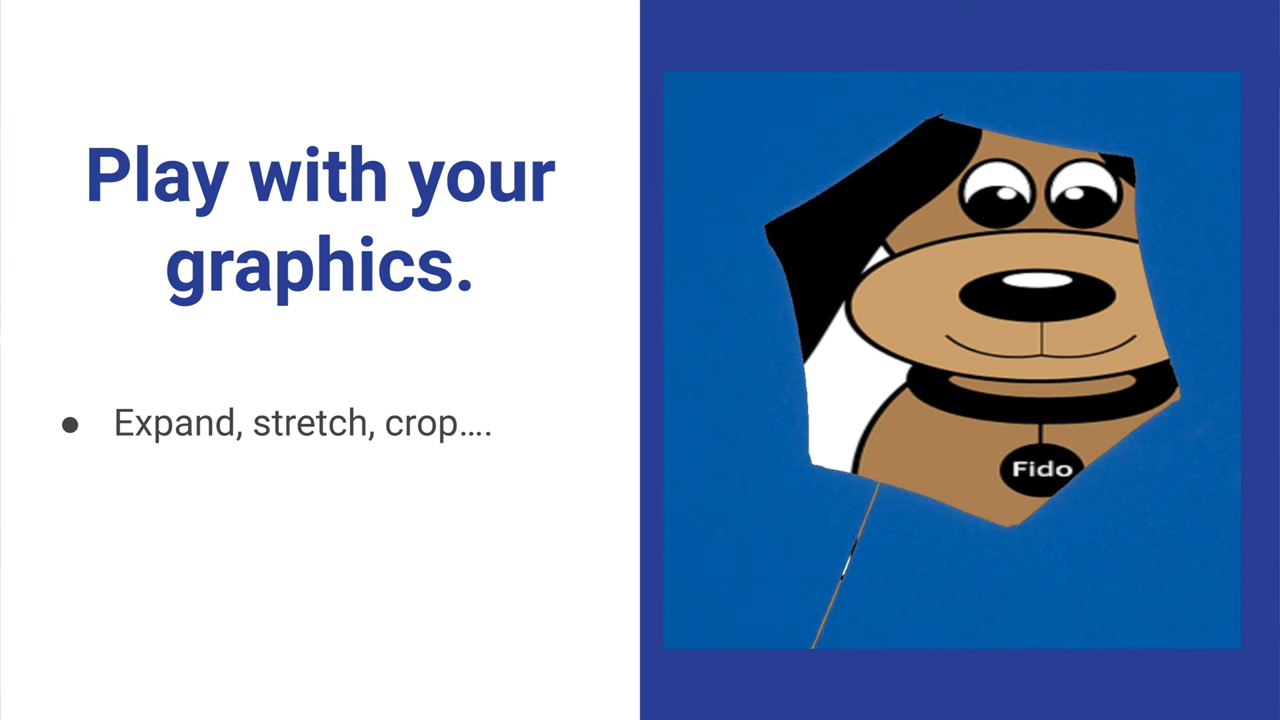 Play with your
graphics.
● Expand, stretch, crop....
Fido